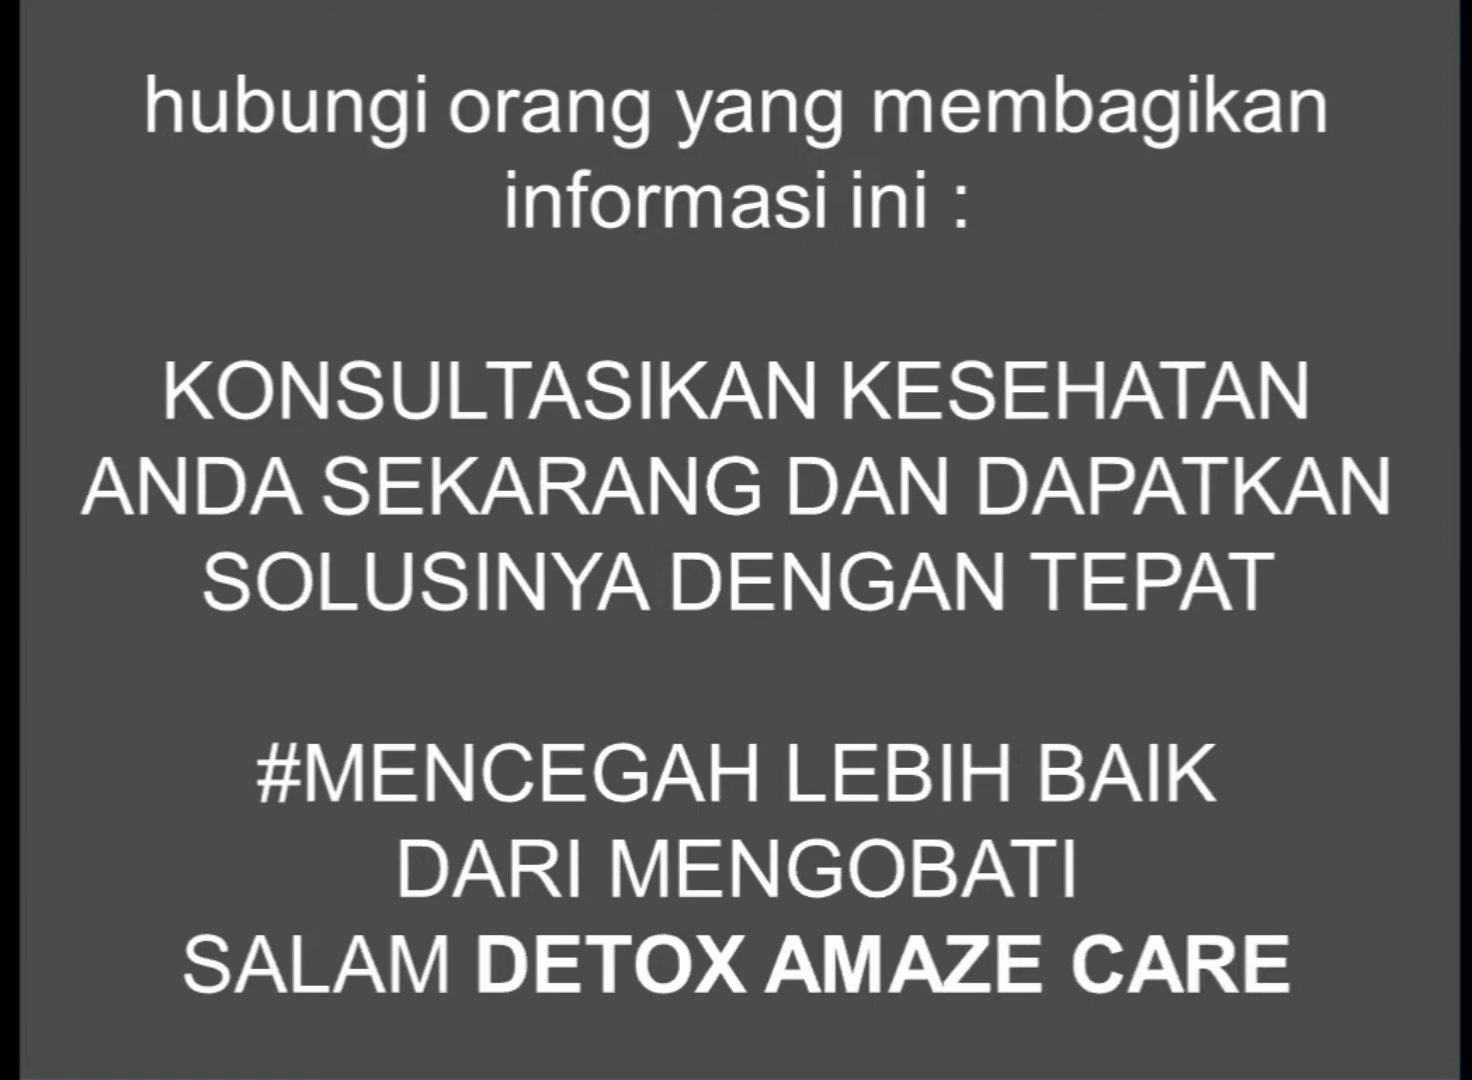 hubungi orang yang membagikan
informasi ini :
KONSULTASIKAN KESEHATAN
ANDA SEKARANG DAN DAPATKAN
SOLUSINYA DENGAN TEPAT
#MENCEGAH LEBIH BAIK
DARI MENGOBATI
SALAM DETOX AMAZE CARE